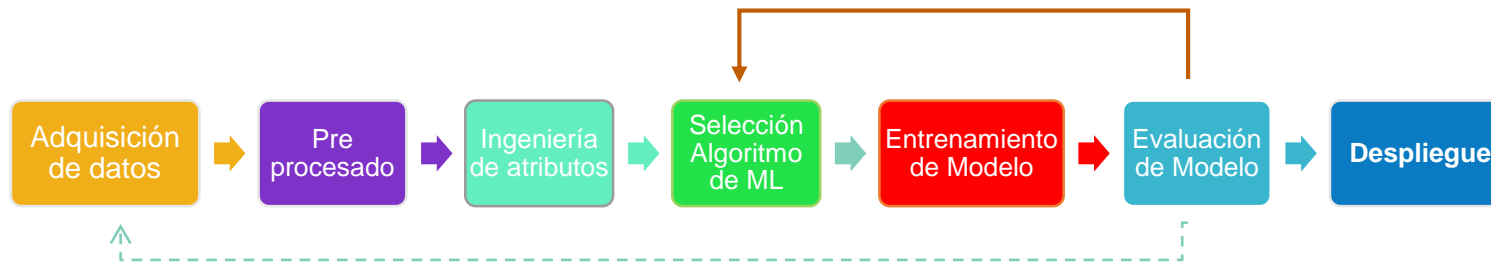 Adquisición
de datos
Pre
procesado
Ingeniería
de atributos
Selección
Algoritmo
de ML
Entrenamiento
de Modelo
Evaluación
de Modelo
Despliegue